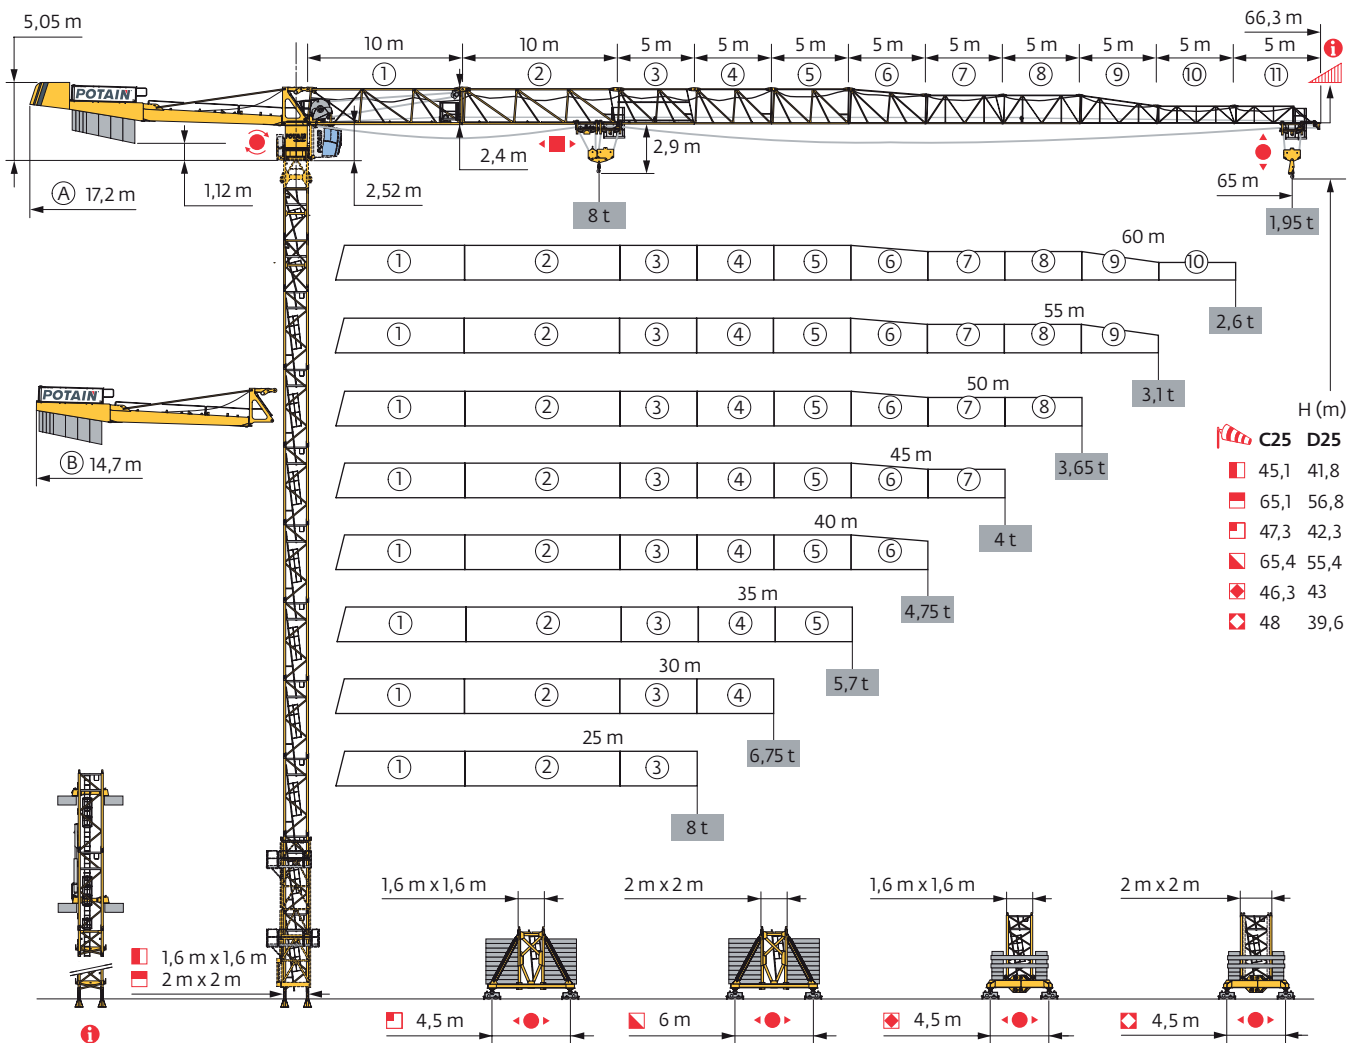 5,05 m
66,3 m
10 m 10 m 5 m 5 m 5 m 5 m 5 m 5 m 5 m 5 m 5 m
① ② ③ ④ ⑤ ⑥ ⑦ ⑧ ⑨ ⑩ ⑪
i
POTAIN
POTAIN
2,4 m
2,9 m
Ⓐ 17,2 m
1,12 m
2,52 m
65 m
8 t
1,95 t
60 m
① ② ③ ④ ⑤ ⑥ ⑦ ⑧ ⑨ ⑩
2,6 t
55 m
① ② ③ ④ ⑤ ⑥ ⑦ ⑧ ⑨
3,1 t
POTAIN
50 m
① ② ③ ④ ⑤ ⑥ ⑦ ⑧
3,65 t
Ⓑ 14,7 m
45 m
① ② ③ ④ ⑤ ⑥ ⑦
4 t
40 m
① ② ③ ④ ⑤ ⑥
4,75 t
35 m
① ② ③ ④ ⑤
5,7 t
30 m
① ② ③ ④
6,75 t
25 m
① ② ③
8 t
H (m)
C25 D25
45,1 41,8
65,1 56,8
47,3 42,3
65,4 55,4
46,3 43
48 39,6
1,6 m x 1,6 m
2 m x 2 m
1,6 m x 1,6 m
2 m x 2 m
1,6 m x 1,6 m
2 m x 2 m
i
4,5 m
6 m
4,5 m
4,5 m